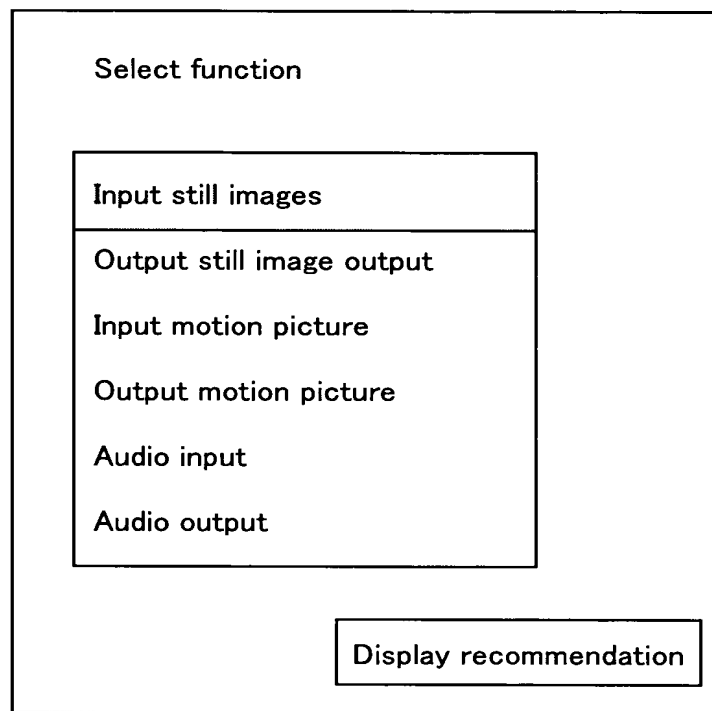 Select function
Input still images
Output still image output
Input motion picture
Output motion picture
Audio input
Audio output
Display recommendation